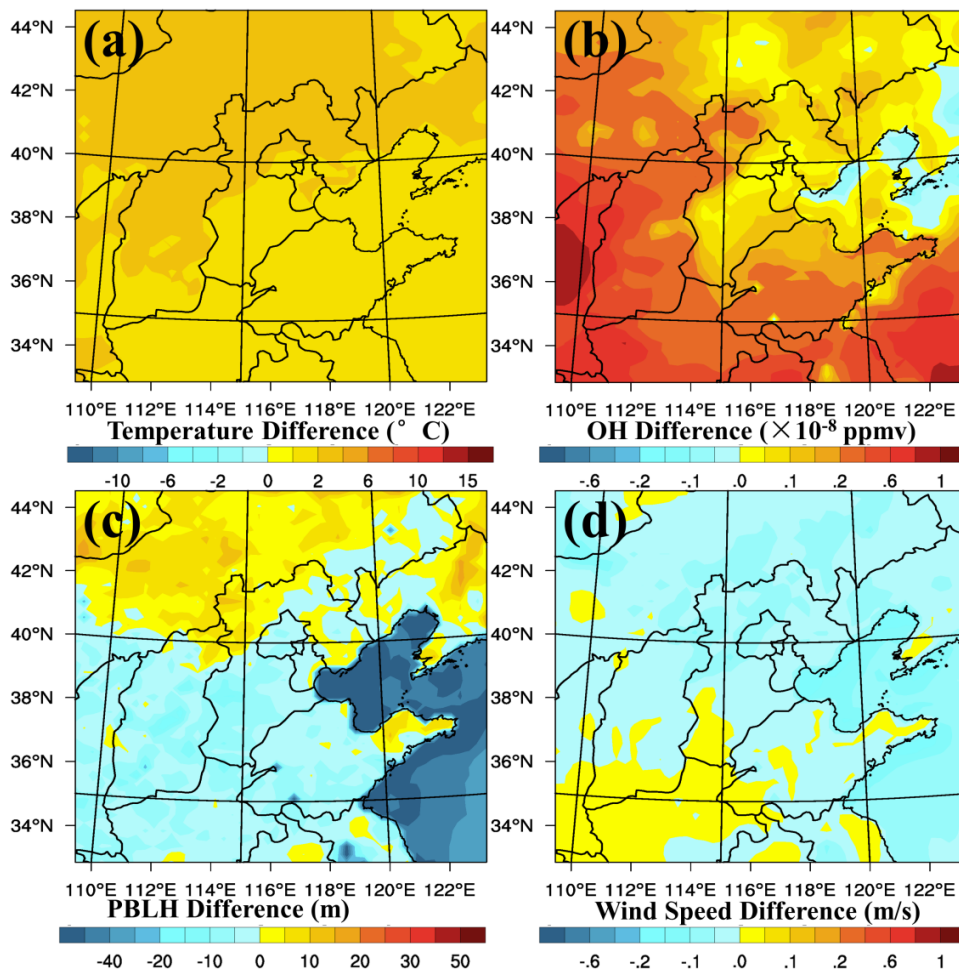 (a) (b)
44°N 44°N
42°N 42°N
40°N 40°N
38°N 38°N
36°N 36°N
34°N 34°N
110°E 112°E 114°E 116°E 118°E 120°E 122°E 110°E 112°E 114°E 116°E 118°E 120°E 122°E
Temperature Difference (° C) OH Difference (×10-8 ppmv)
-10 -6 -2 0 2 6 10 15 -.6 -.2 -.1 .0 .1 .2 .6 1
(c) (d)
44°N 44°N
42°N 42°N
40°N 40°N
38°N 38°N
36°N 36°N
34°N 34°N
110°E 112°E 114°E 116°E 118°E 120°E 122°E 110°E 112°E 114°E 116°E 118°E 120°E 122°E
PBLH Difference (m) Wind Speed Difference (m/s)
-40 -20 -10 0 10 30 50 -.6 -.2 -.1 .0 .1 .2 .6 1